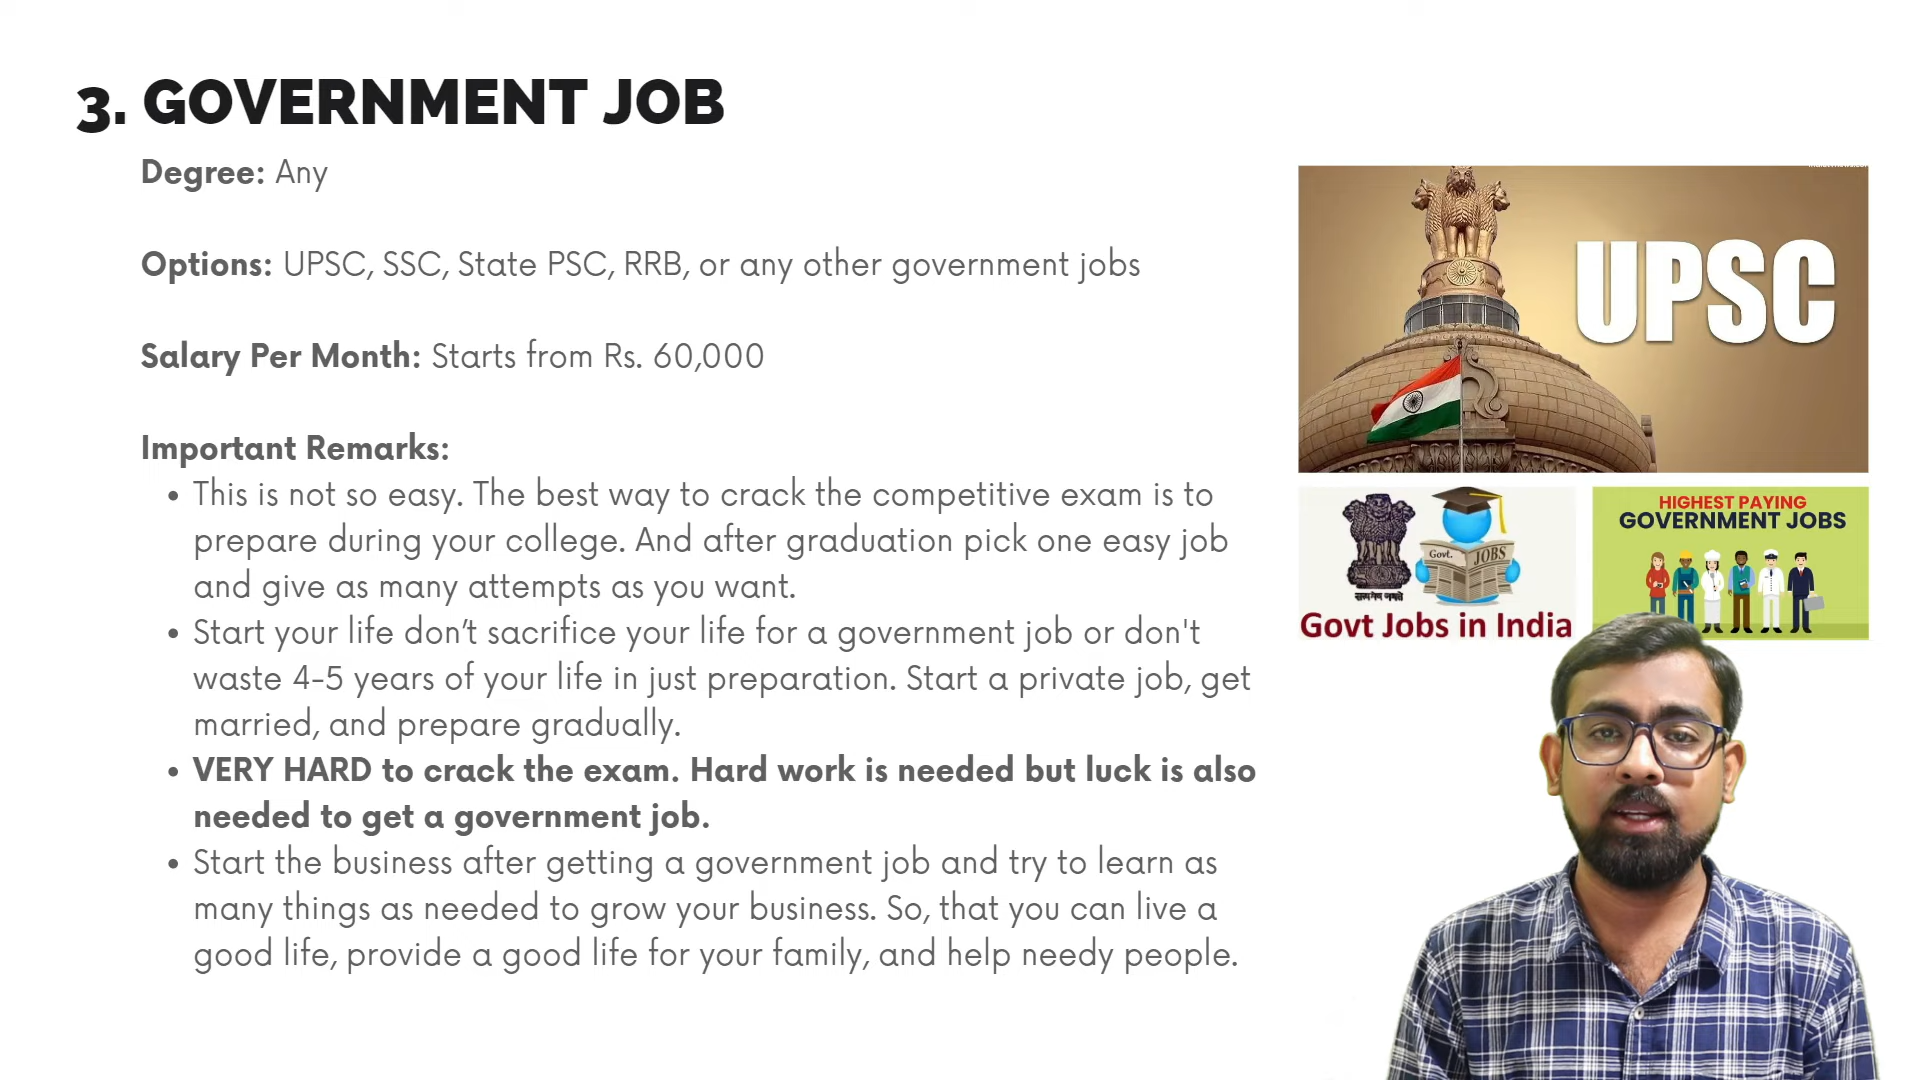 3. GOVERNMENT JOB
Degree: Any
Options: UPSC, SSC, State PSC, RRB, or any other government jobs
Salary Per Month: Starts from Rs. 60,000
Important Remarks:
• This is not so easy. The best way to crack the competitive exam is to
prepare during your college. And after graduation pick one easy job
and give as many attempts as you want.
• Start your life don’t sacrifice your life for a government job or don't
waste 4-5 years of your life in just preparation. Start a private job, get
married, and prepare gradually.
• VERY HARD to crack the exam. Hard work is needed but luck is also
needed to get a government job.
• Start the business after getting a government job and try to learn as
many things as needed to grow your business. So, that you can live a
good life, provide a good life for your family, and help needy people.
UPSC
Govt. JOBS
सत्यमेव जयते
Govt Jobs in India
HIGHEST PAYING
GOVERNMENT JOBS